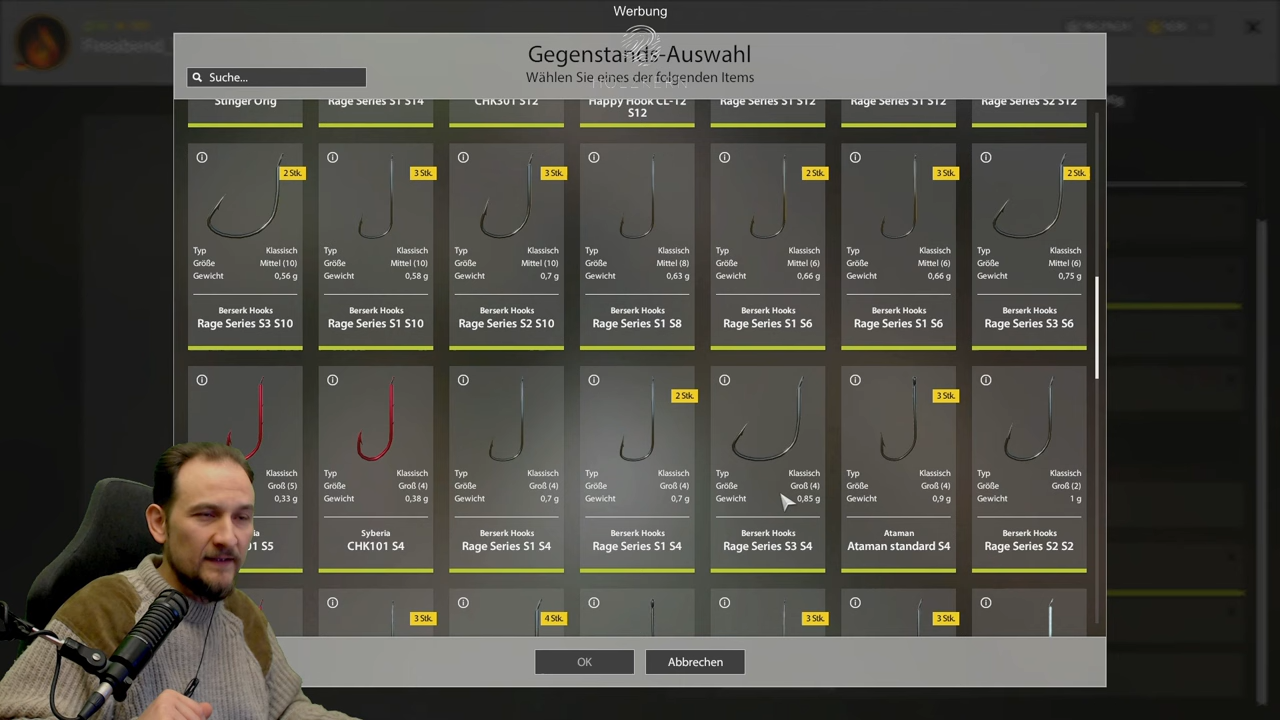 Werbung
Gegenstands-Auswahl
Wählen Sie eines der folgenden Items
Suche...
Stinger Orig
Rage Series S1 S14
CHK301 S12
Happy Hook CL-12
S12
Rage Series S1 S12
Rage Series S1 S12
Rage Series S2 S12
2 Stk.
Typ Klassisch
Größe Mittel (10)
Gewicht 0,56 g
Berserk Hooks
Rage Series S3 S10
3 Stk.
Typ Klassisch
Größe Mittel (10)
Gewicht 0,58 g
Berserk Hooks
Rage Series S1 S10
3 Stk.
Typ Klassisch
Größe Mittel (10)
Gewicht 0,7 g
Berserk Hooks
Rage Series S2 S10
Typ Klassisch
Größe Mittel (8)
Gewicht 0,63 g
Berserk Hooks
Rage Series S1 S8
2 Stk.
Typ Klassisch
Größe Mittel (6)
Gewicht 0,66 g
Berserk Hooks
Rage Series S1 S6
3 Stk.
Typ Klassisch
Größe Mittel (6)
Gewicht 0,66 g
Berserk Hooks
Rage Series S1 S6
2 Stk.
Typ Klassisch
Größe Mittel (6)
Gewicht 0,75 g
Berserk Hooks
Rage Series S3 S6
Klassisch
Groß (5)
0,33 g
S5
Typ Klassisch
Größe Groß (4)
Gewicht 0,38 g
Syberia
CHK101 S4
Typ Klassisch
Größe Groß (4)
Gewicht 0,7 g
Berserk Hooks
Rage Series S1 S4
2 Stk.
Typ Klassisch
Größe Groß (4)
Gewicht 0,7 g
Berserk Hooks
Rage Series S1 S4
Typ Klassisch
Größe Groß (4)
Gewicht 0,85 g
Berserk Hooks
Rage Series S3 S4
3 Stk.
Typ Klassisch
Größe Groß (4)
Gewicht 0,9 g
Ataman
Ataman standard S4
Typ Klassisch
Größe Groß (2)
Gewicht 1 g
Berserk Hooks
Rage Series S2 S2
3 Stk.
4 Stk.
3 Stk.
3 Stk.
OK
Abbrechen